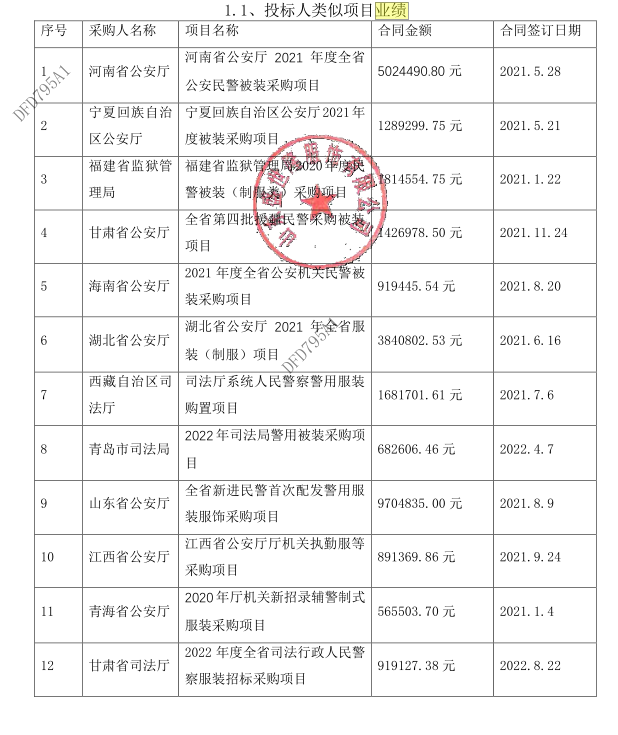 1.1、投标人类似项目业绩
序号 采购人名称 项目名称 合同金额 合同签订日期
1 河南省公安厅 河南省公安厅 2021 年度全省
公安民警被装采购项目 5024490.80 元 2021.5.28
2 宁夏回族自治
区公安厅 宁夏回族自治区公安厅 2021 年
度被装采购项目 1289299.75 元 2021.5.21
3 福建省监狱管
理局 福建省监狱管理局 2020 年度民
警被装（制服类）采购项目 1814554.75 元 2021.1.22
4 甘肃省公安厅 全省第四批援疆民警采购被装
项目 1426978.50 元 2021.11.24
5 海南省公安厅 2021 年度全省公安机关民警被
装采购项目 919445.54 元 2021.8.20
6 湖北省公安厅 湖北省公安厅 2021 年全省服
装（制服）项目 3840802.53 元 2021.6.16
7 西藏自治区司
法厅 司法厅系统人民警察警用服装
购置项目 1681701.61 元 2021.7.6
8 青岛市司法局 2022 年司法局警用被装采购项
目 682606.46 元 2022.4.7
9 山东省公安厅 全省新进民警首次配发警用服
装服饰采购项目 9704835.00 元 2021.8.9
10 江西省公安厅 江西省公安厅厅机关执勤服等
采购项目 891369.86 元 2021.9.24
11 青海省公安厅 2020 年厅机关新招录辅警制式
服装采购项目 565503.70 元 2021.1.4
12 甘肃省司法厅 2022 年度全省司法行政人民警
察服装招标采购项目 919127.38 元 2022.8.22
DFD795A1
DFD795A1
服饰有限公司